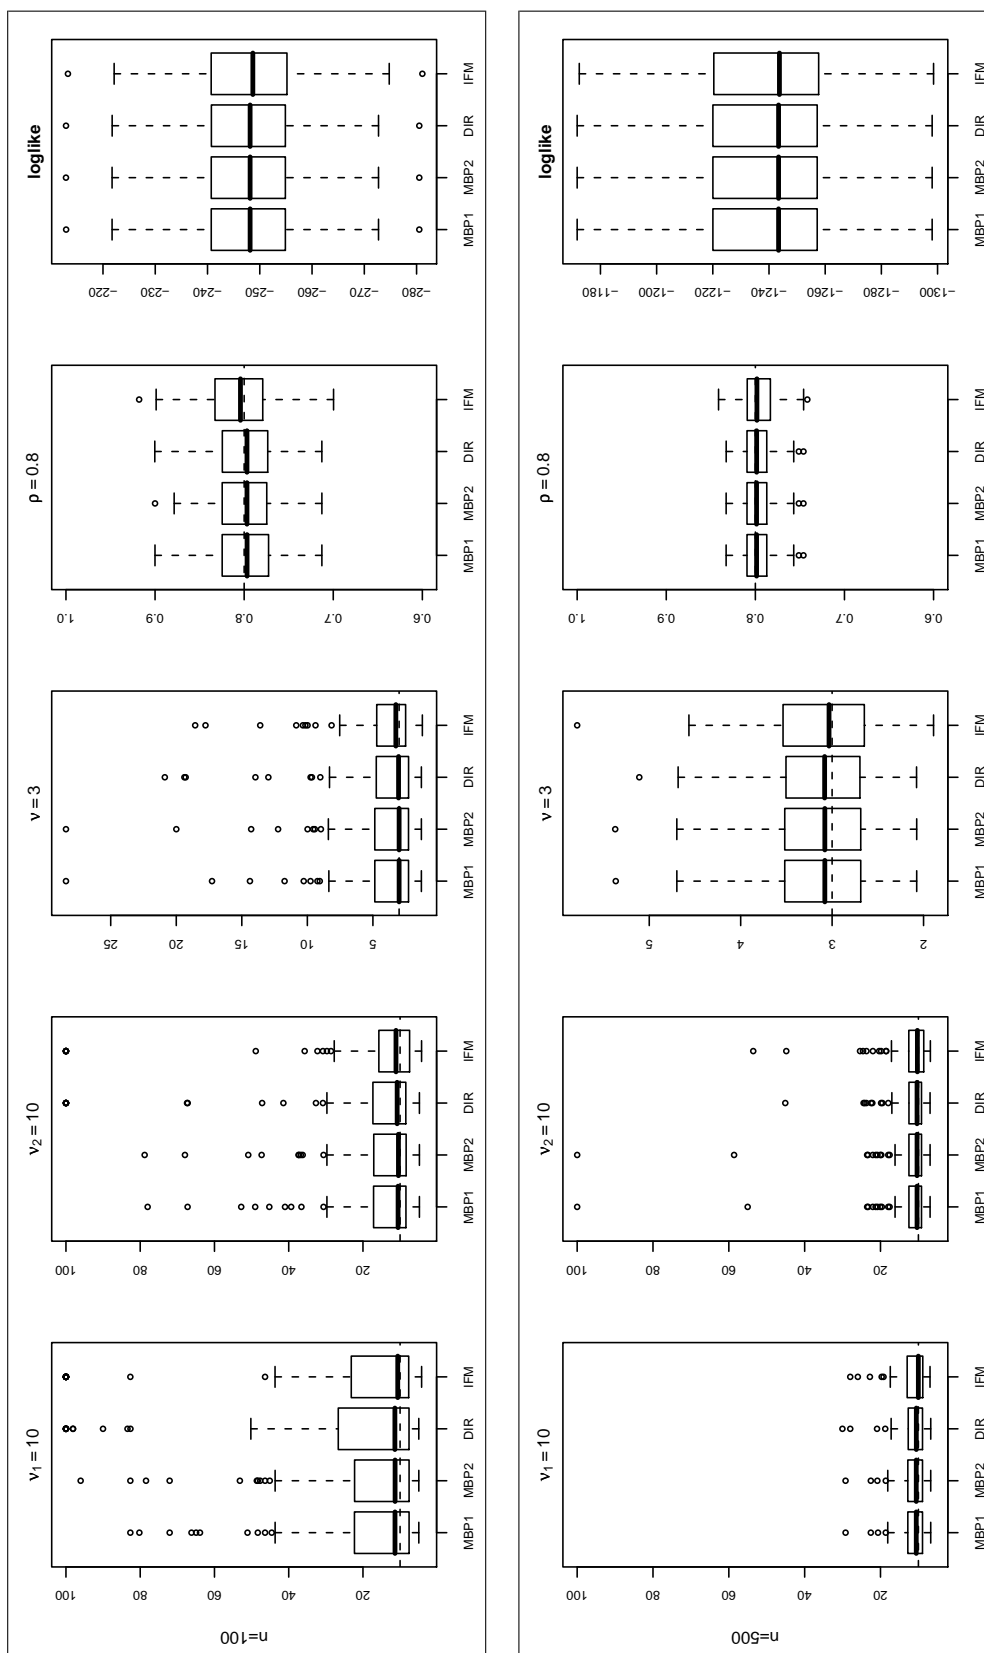 n=100
ν₁ = 10
100
80
60
40
20
MBP1 MBP2 DIR IFM
ν₂ = 10
100
80
60
40
20
MBP1 MBP2 DIR IFM
ν = 3
25
20
15
10
5
MBP1 MBP2 DIR IFM
ρ = 0.8
1.0
0.9
0.8
0.7
0.6
MBP1 MBP2 DIR IFM
loglike
−220
−230
−240
−250
−260
−270
−280
MBP1 MBP2 DIR IFM
n=500
ν₁ = 10
100
80
60
40
20
MBP1 MBP2 DIR IFM
ν₂ = 10
100
80
60
40
20
MBP1 MBP2 DIR IFM
ν = 3
5
4
3
2
MBP1 MBP2 DIR IFM
ρ = 0.8
1.0
0.9
0.8
0.7
0.6
MBP1 MBP2 DIR IFM
loglike
−1180
−1200
−1220
−1240
−1260
−1280
−1300
MBP1 MBP2 DIR IFM